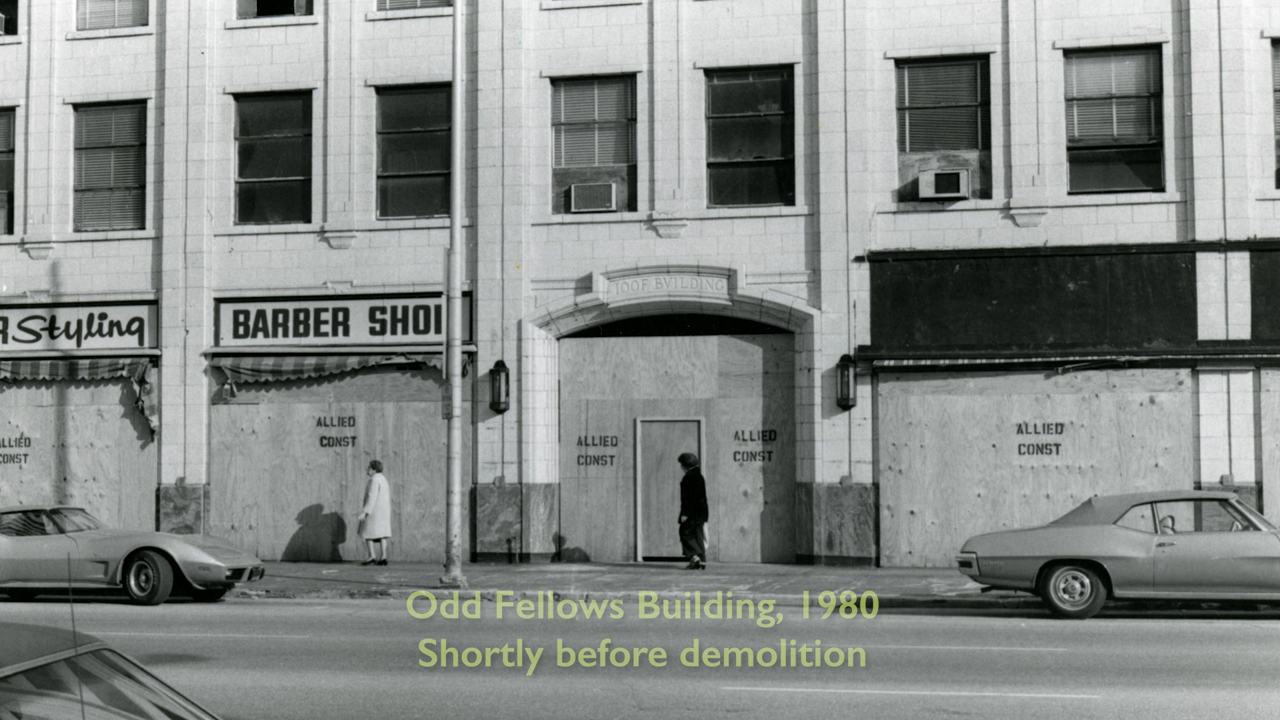 IOOF BUILDING
R Styling
BARBER SHOP
ALLIED
CONST
ALLIED
CONST
ALLIED
CONST
ALLIED
CONST
ALLIED
CONST
Odd Fellows Building, 1980
Shortly before demolition